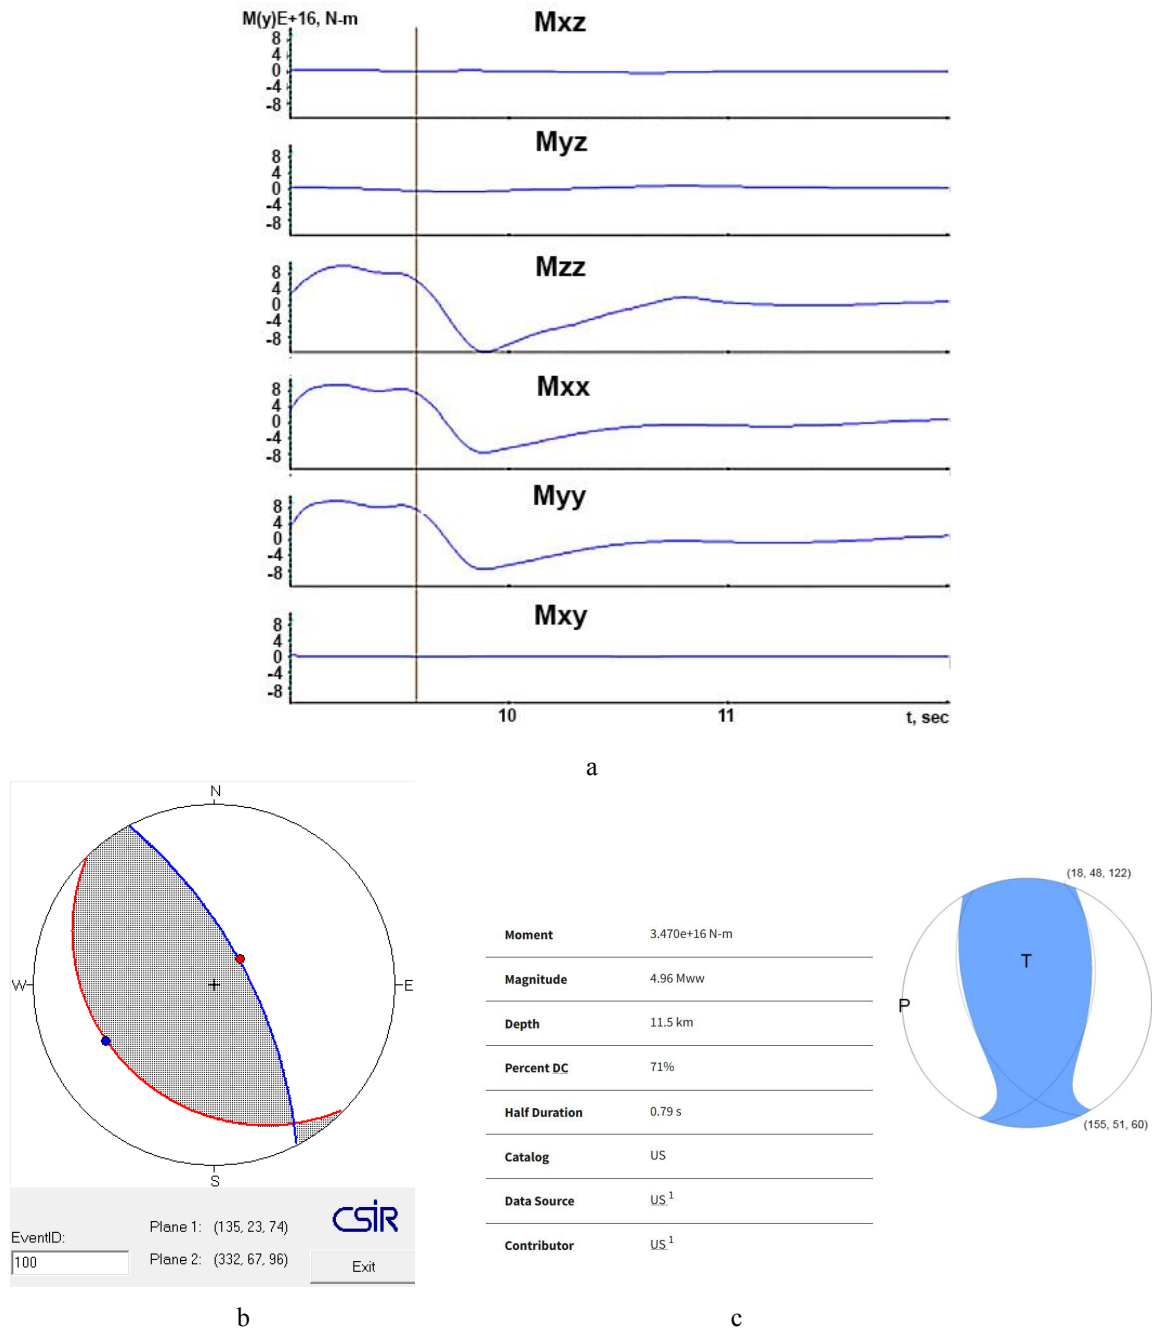 M(y)E+16, N-m
Mxz
8
4
0
-4
-8
Myz
8
4
0
-4
-8
Mzz
8
4
0
-4
-8
Mxx
8
4
0
-4
-8
Myy
8
4
0
-4
-8
Mxy
8
4
0
-4
-8
10 11 t, sec
a
N
W E
S
EventID:
100
Plane 1: (135, 23, 74)
Plane 2: (332, 67, 96)
CSIR
Exit
b
Moment 3.470e+16 N-m
Magnitude 4.96 Mww
Depth 11.5 km
Percent DC 71%
Half Duration 0.79 s
Catalog US
Data Source US 1
Contributor US 1
(18, 48, 122)
T
P
(155, 51, 60)
c